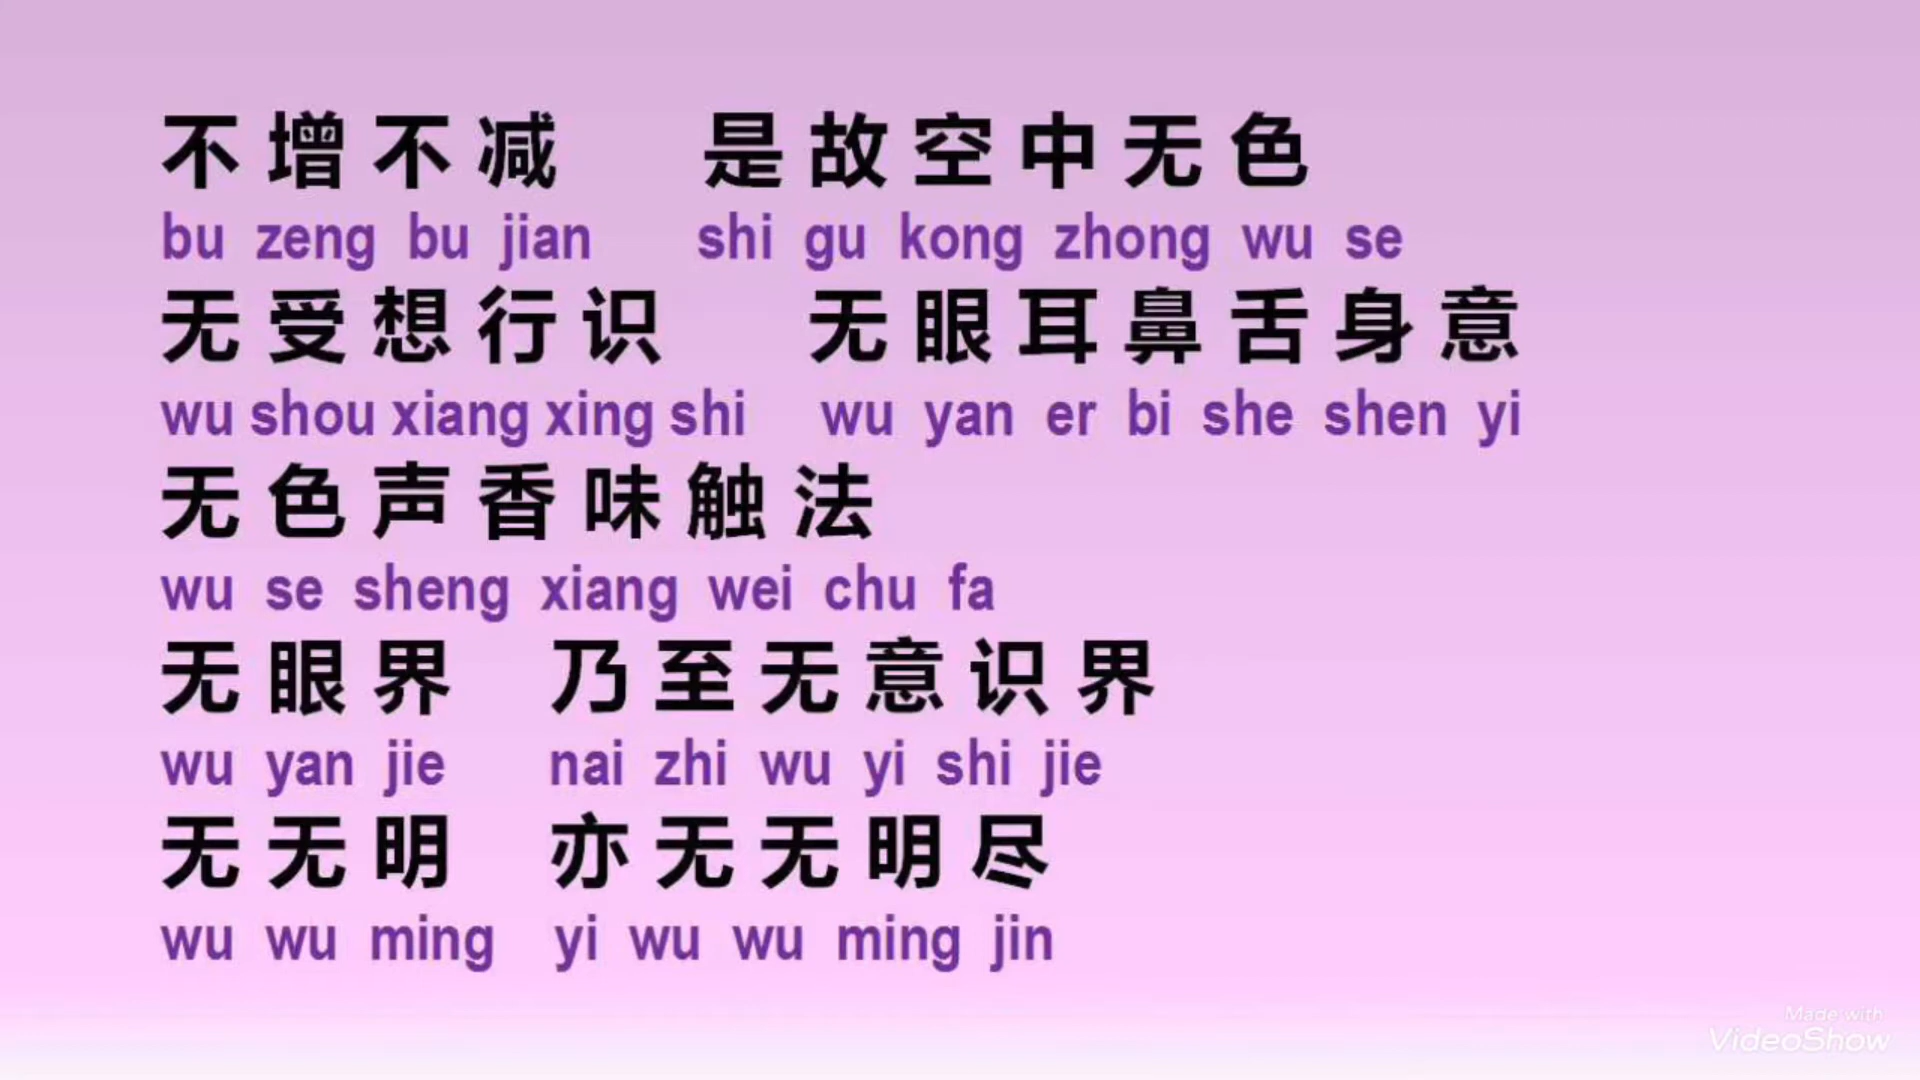 不增不减 是故空中无色
bu zeng bu jian shi gu kong zhong wu se
无受想行识 无眼耳鼻舌身意
wu shou xiang xing shi wu yan er bi she shen yi
无色声香味触法
wu se sheng xiang wei chu fa
无眼界 乃至无意识界
wu yan jie nai zhi wu yi shi jie
无无明 亦无无明尽
wu wu ming yi wu wu ming jin
Made with
VideoShow